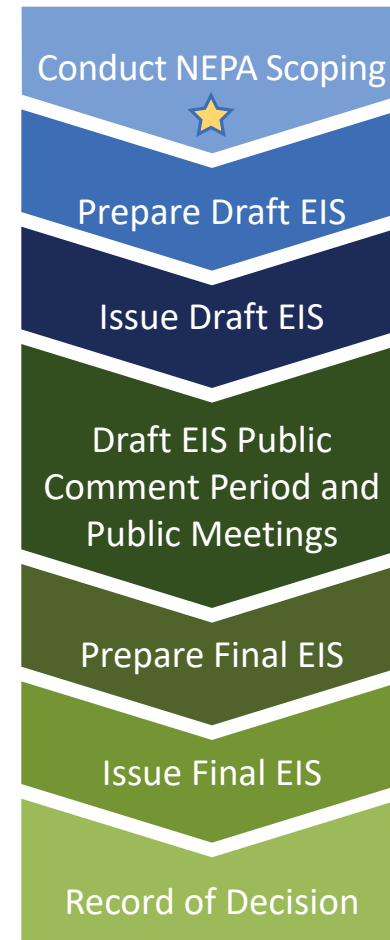 Conduct NEPA Scoping
Prepare Draft EIS
Issue Draft EIS
Draft EIS Public
Comment Period and
Public Meetings
Prepare Final EIS
Issue Final EIS
Record of Decision